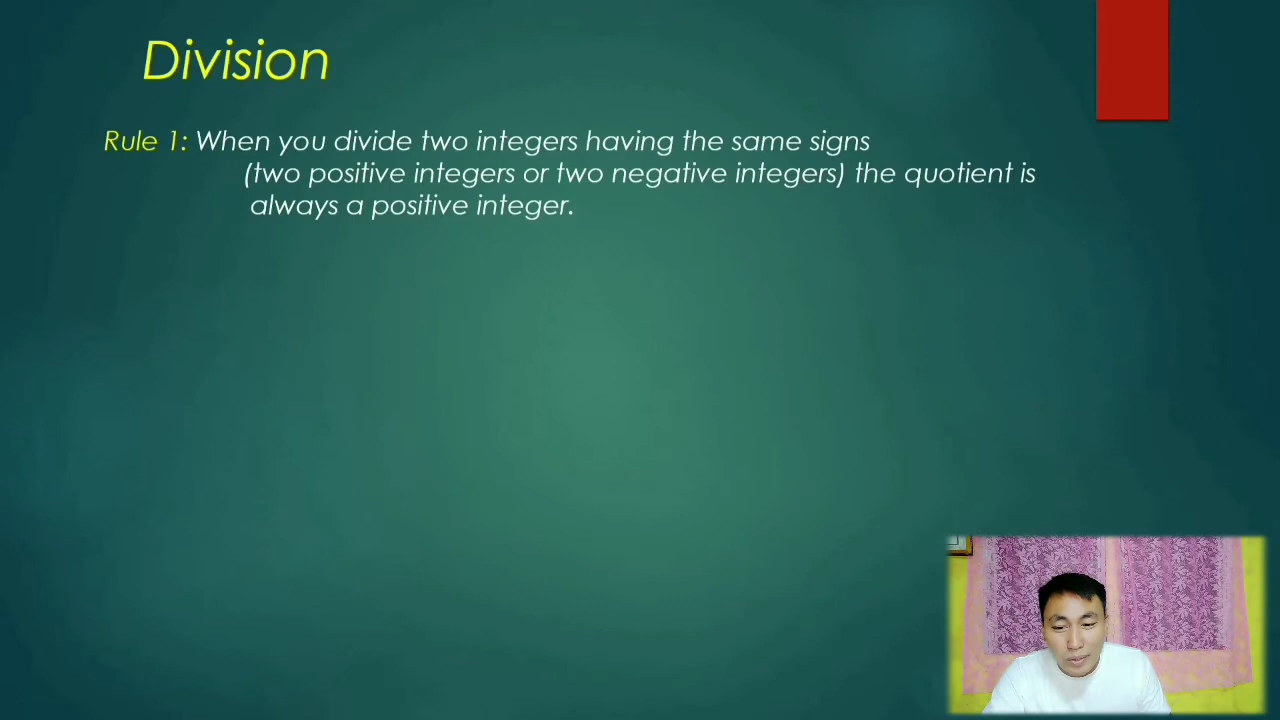 Division
Rule 1: When you divide two integers having the same signs
(two positive integers or two negative integers) the quotient is
always a positive integer.